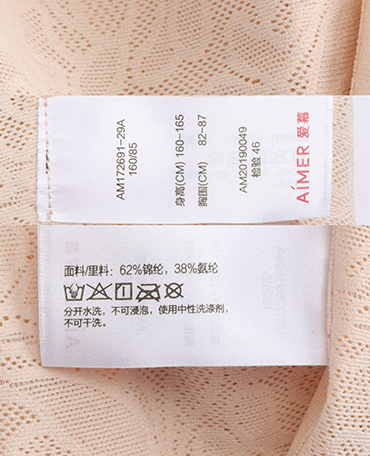 AM172691-29A
160/85
身高(CM) 160-165
胸围(CM) 82-87
AM20190049
检验 46
AiMER 爱慕
面料/里料：62%锦纶，38%氨纶
分开水洗，不可浸泡，使用中性洗涤剂，
不可干洗。